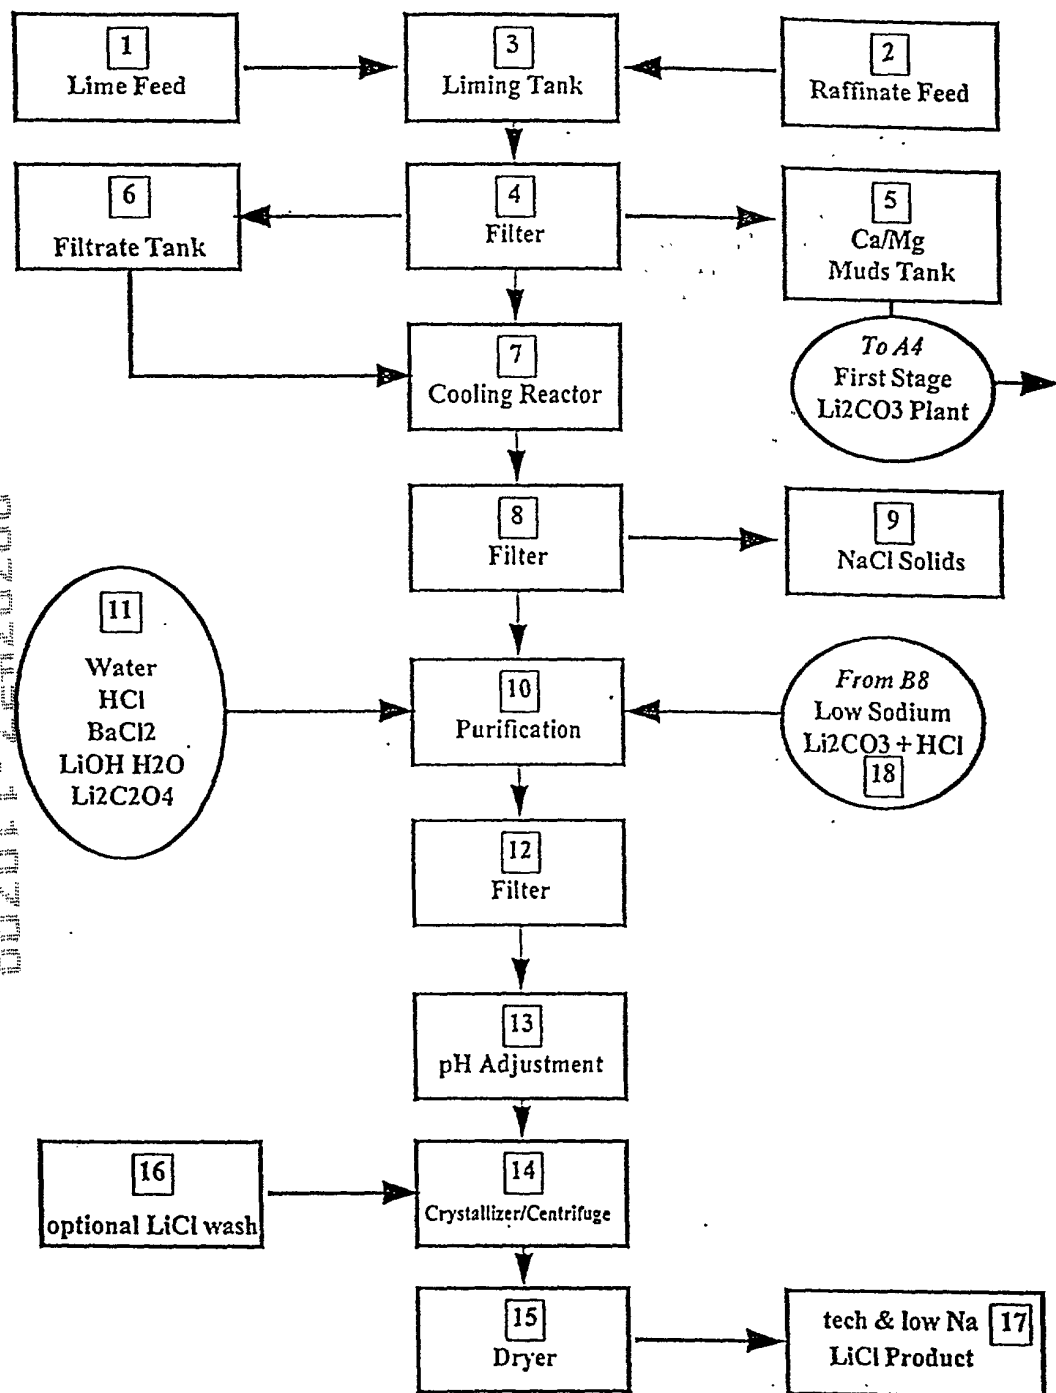 1
Lime Feed
3
Liming Tank
2
Raffinate Feed
6
Filtrate Tank
4
Filter
5
Ca/Mg
Muds Tank
7
Cooling Reactor
To A4
First Stage
Li2CO3 Plant
8
Filter
9
NaCl Solids
11
Water
HCl
BaCl2
LiOH H2O
Li2C2O4
10
Purification
From B8
Low Sodium
Li2CO3 + HCl
18
12
Filter
13
pH Adjustment
16
optional LiCl wash
14
Crystallizer/Centrifuge
15
Dryer
tech & low Na 17
LiCl Product